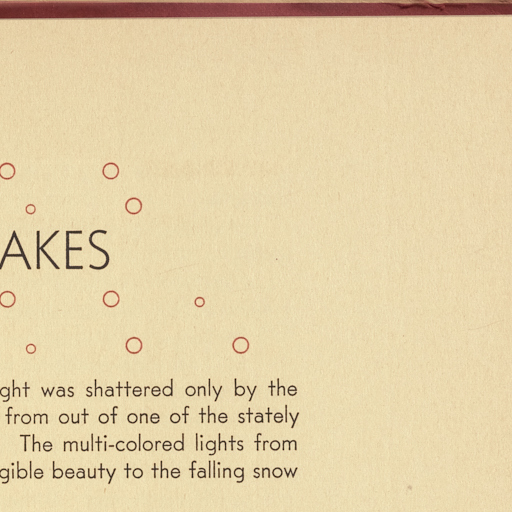 AKES
ght was shattered only by the
from out of one of the stately
The multi-colored lights from
gible beauty to the falling snow